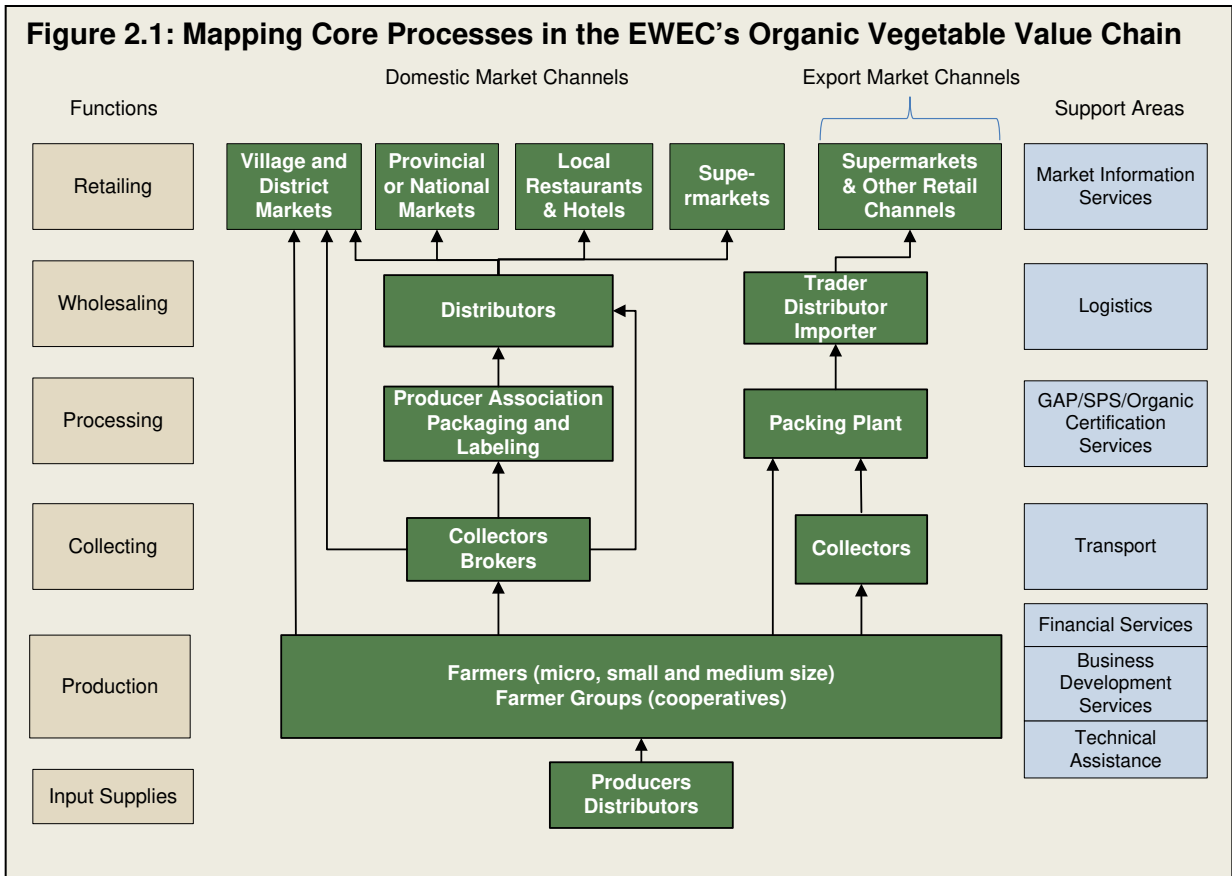 Figure 2.1: Mapping Core Processes in the EWEC's Organic Vegetable Value Chain
Domestic Market Channels
Export Market Channels
Functions
Support Areas
Retailing
Village and
District
Markets
Provincial
or National
Markets
Local
Restaurants
& Hotels
Supe-
rmarkets
Supermarkets
& Other Retail
Channels
Market Information
Services
Wholesaling
Distributors
Trader
Distributor
Importer
Logistics
Processing
Producer Association
Packaging and
Labeling
Packing Plant
GAP/SPS/Organic
Certification
Services
Collecting
Collectors
Brokers
Collectors
Transport
Production
Farmers (micro, small and medium size)
Farmer Groups (cooperatives)
Financial Services
Business
Development
Services
Technical
Assistance
Input Supplies
Producers
Distributors